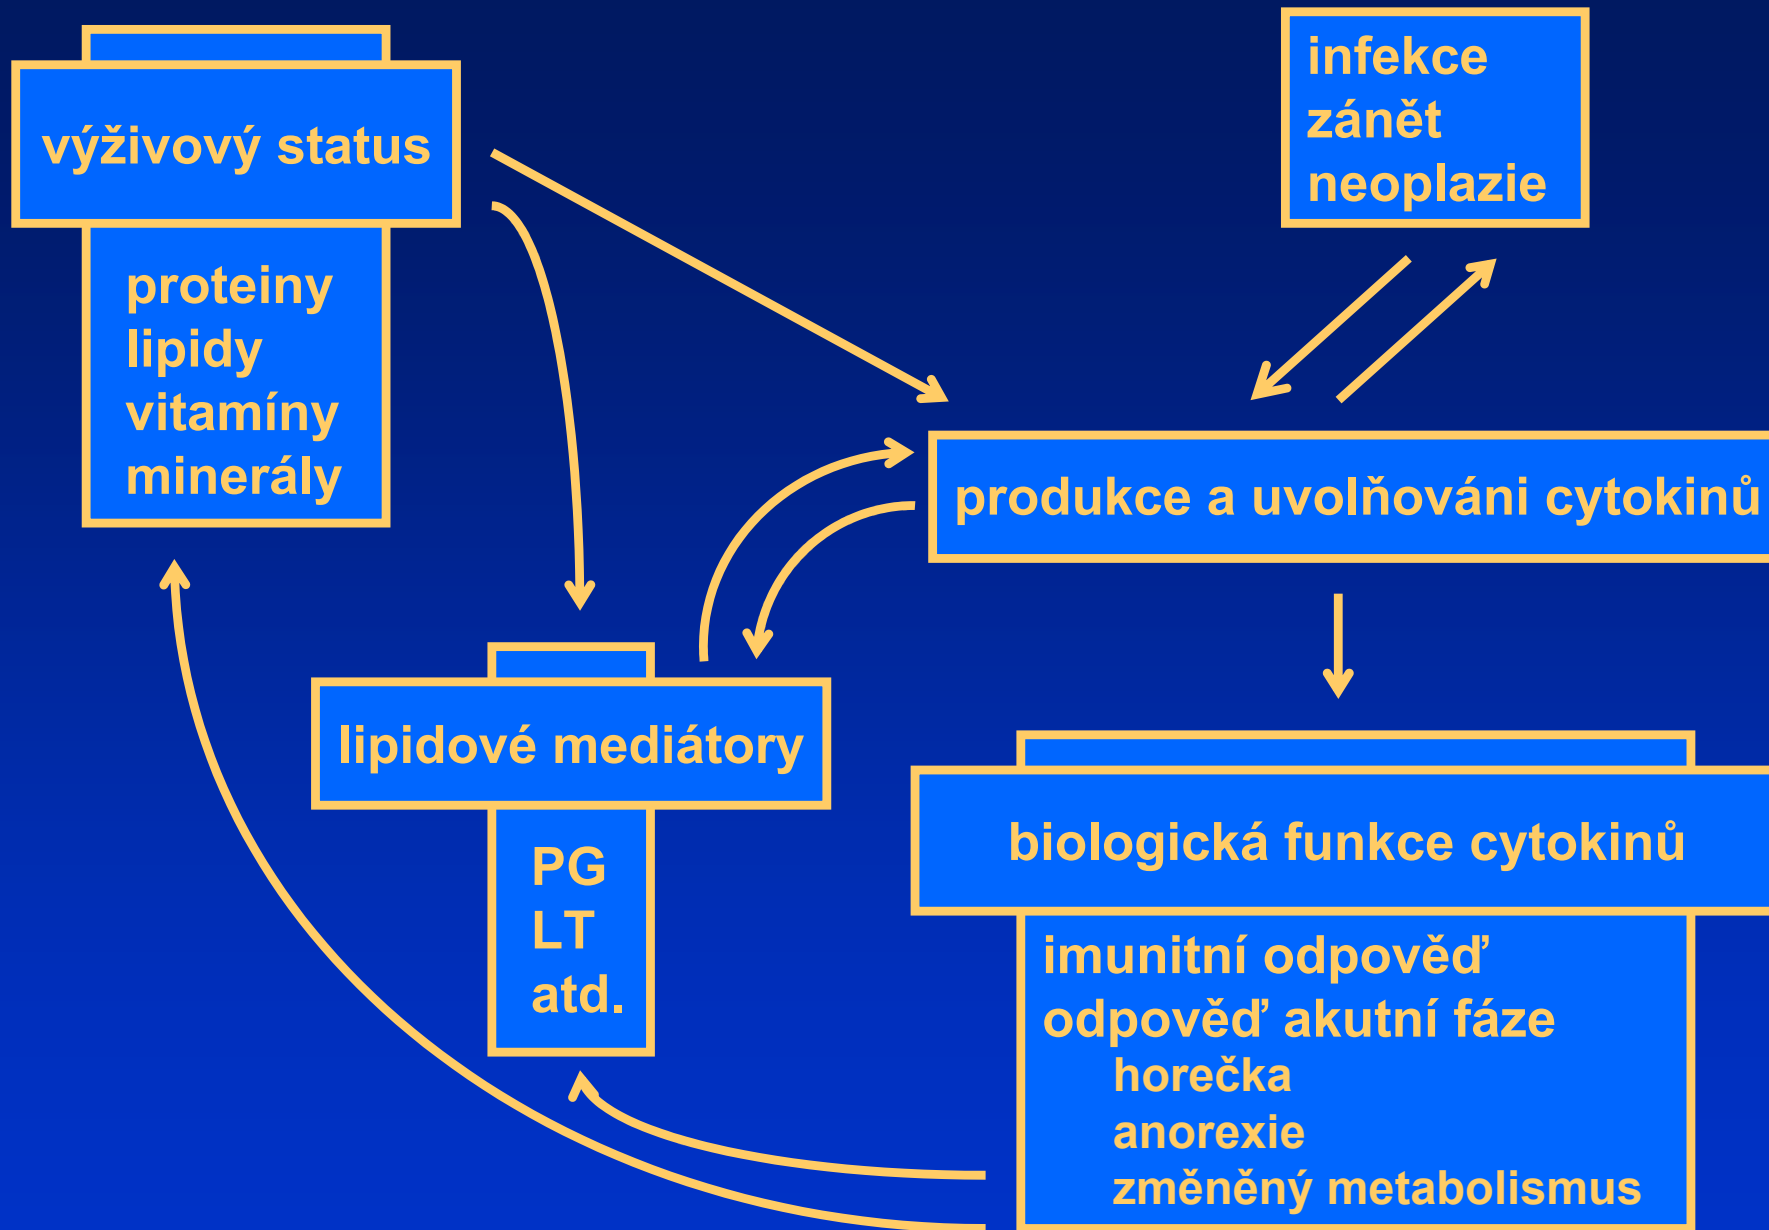 výživový status
proteiny
lipidy
vitamíny
minerály
infekce
zánět
neoplazie
produkce a uvolňováni cytokinů
lipidové mediátory
PG
LT
atd.
biologická funkce cytokinů
imunitní odpověď
odpověď akutní fáze
horečka
anorexie
změněný metabolismus